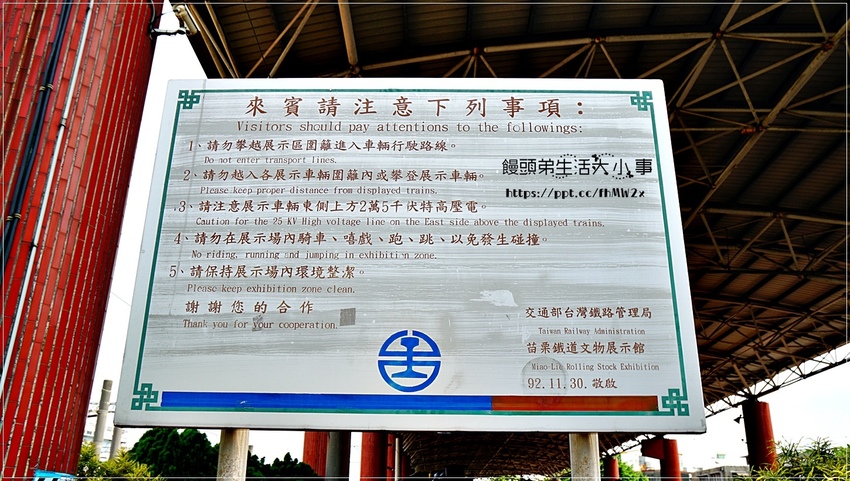 來賓請注意下列事項：
Visitors should pay attentions to the followings:
1、請勿攀越展示區圍籬進入車輛行駛路線。
Do not enter transport lines.
2、請勿越入各展示車輛圍籬內或攀登展示車輛。
Please keep proper distance from displayed trains.
3、請注意展示車輛東側上方2萬5千伏特高壓電。
Caution for the 25 KV High voltage line on the East side above the displayed trains.
4、請勿在展示場內騎車、嘻戲、跑、跳、以免發生碰撞。
No riding, running and jumping in exhibition zone.
5、請保持展示場內環境整潔。
Please keep exhibition zone clean.
謝謝您的合作
Thank you for your cooperation.
饅頭弟生活大小事
https://ppt.cc/fhMW2x
交通部台灣鐵路管理局
Taiwan Railway Administration
苗栗鐵道文物展示館
Miao-Lic Rolling Stock Exhibition
92.11.30.敬啟